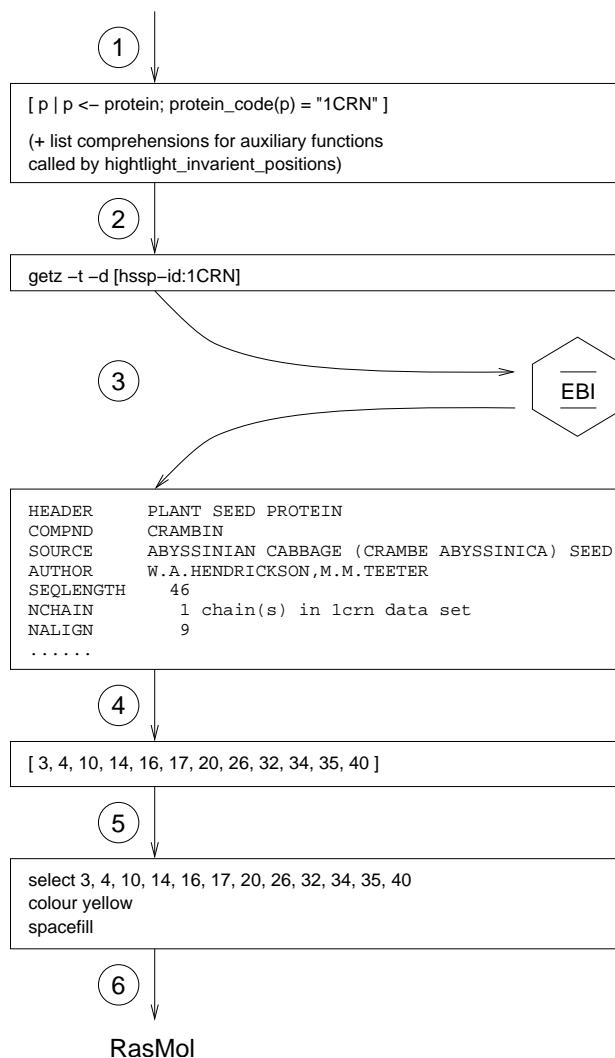 1
[ p | p <– protein; protein_code(p) = "1CRN" ]
(+ list comprehensions for auxiliary functions
called by hightlight_invarient_positions)
2
getz –t –d [hssp–id:1CRN]
3
EBI
HEADER PLANT SEED PROTEIN
COMPND CRAMBIN
SOURCE ABYSSINIAN CABBAGE (CRAMBE ABYSSINICA) SEED
AUTHOR W.A.HENDRICKSON,M.M.TEETER
SEQLENGTH 46
NCHAIN 1 chain(s) in 1crn data set
NALIGN 9
......
4
[ 3, 4, 10, 14, 16, 17, 20, 26, 32, 34, 35, 40 ]
5
select 3, 4, 10, 14, 16, 17, 20, 26, 32, 34, 35, 40
colour yellow
spacefill
6
RasMol